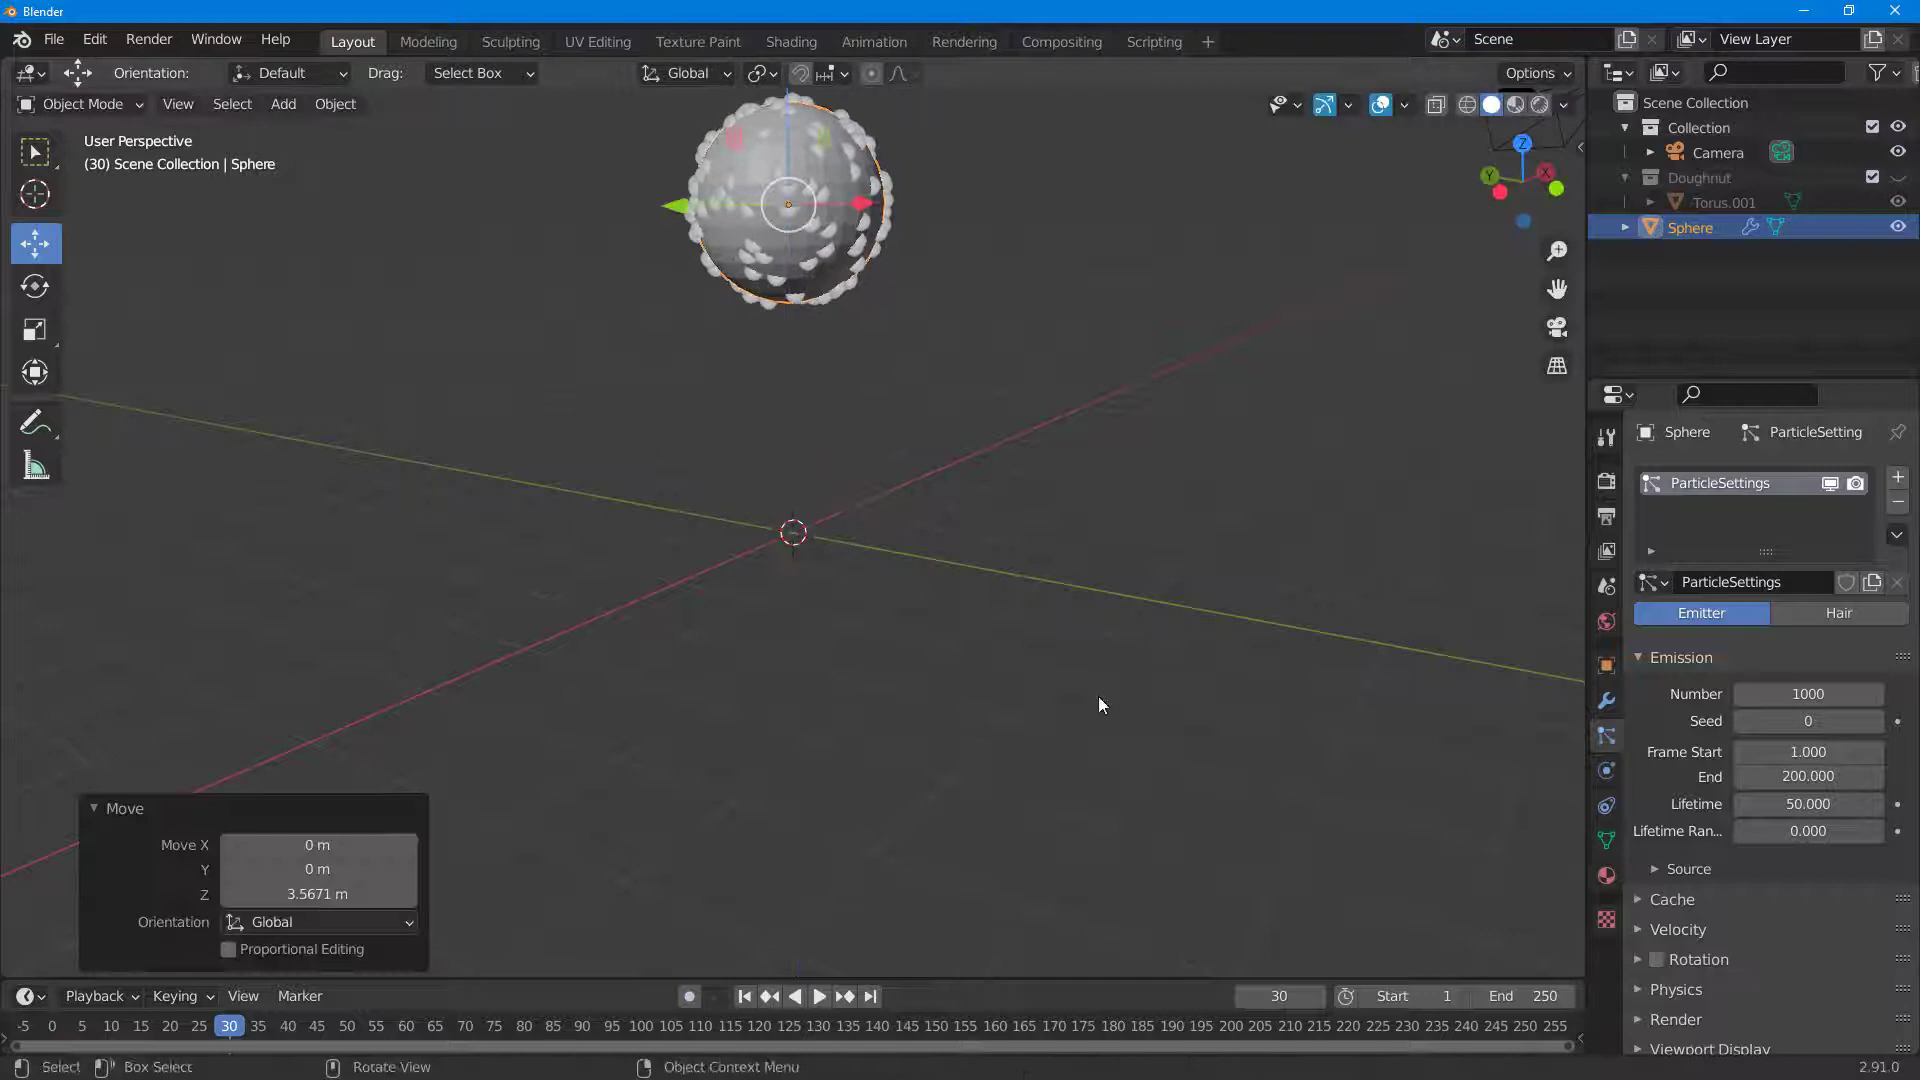 Blender
File Edit Render Window Help Layout Modeling Sculpting UV Editing Texture Paint Shading Animation Rendering Compositing Scripting + Scene View Layer
Orientation: Default Drag: Select Box Global Options
Object Mode View Select Add Object
User Perspective
(30) Scene Collection | Sphere
Z
Y
X
Scene Collection
Collection
Camera
Doughnut
Torus.001
Sphere
Sphere ParticleSetting
ParticleSettings
ParticleSettings
Emitter Hair
Emission
Number 1000
Seed 0
Frame Start 1.000
End 200.000
Lifetime 50.000
Lifetime Ran... 0.000
Source
Cache
Velocity
Rotation
Physics
Render
Viewport Display
Move
Move X 0 m
Y 0 m
Z 3.5671 m
Orientation Global
Proportional Editing
Playback Keying View Marker 30 Start 1 End 250
-5 0 5 10 15 20 25 30 35 40 45 50 55 60 65 70 75 80 85 90 95 100 105 110 115 120 125 130 135 140 145 150 155 160 165 170 175 180 185 190 195 200 205 210 215 220 225 230 235 240 245 250 255
Select Box Select Rotate View Object Context Menu 2.91.0